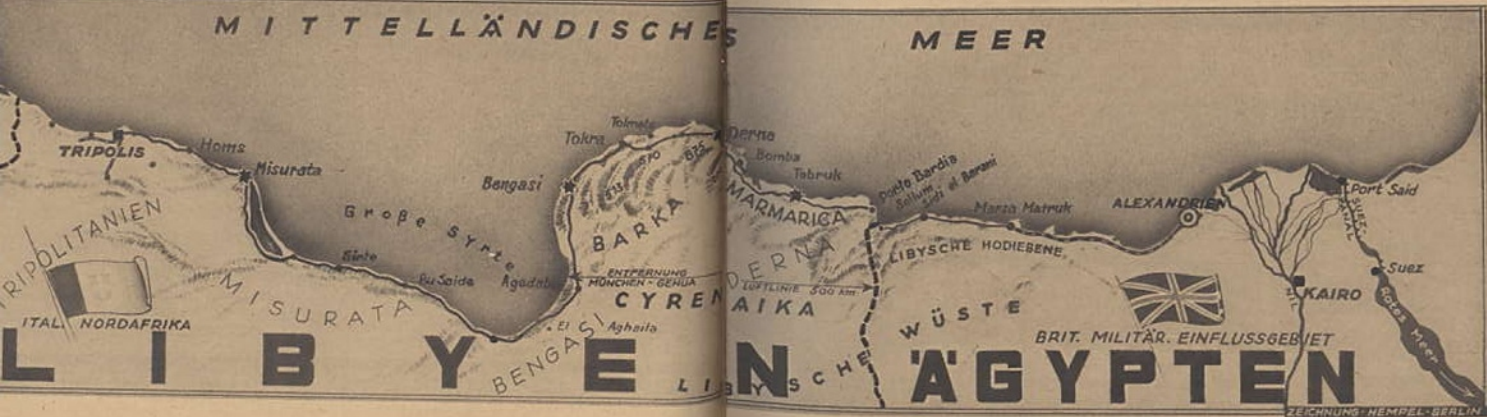 MITTELLÄNDISCHES MEER
TRIPOLIS
Homs
Misurata
Große Syrte
Bengasi
Tokra
Tolmeta
Derna
Bomba
Tobruk
Porto Bardia
Sollum
Sidi el Barani
Marsa Matruk
ALEXANDRIEN
Port Said
SUEZ KANAL
Suez
Rotes Meer
KAIRO
NIL
TRIPOLITANIEN
MISURATA
Sirte
Bu Saida
Agedabia
El Agheila
BARKA
MARMARICA
DERNA
BENGASI
CYRENAIKA
ENTFERNUNG
MÜNCHEN - GENUA
LUFTLINIE 500 km
LIBYSCHE HOCHEBENE
LIBYSCHE WÜSTE
ITAL. NORDAFRIKA
BRIT. MILITÄR. EINFLUSSGEBIET
LIBYEN
ÄGYPTEN
ZEICHNUNG-HEMPEL-BERLIN